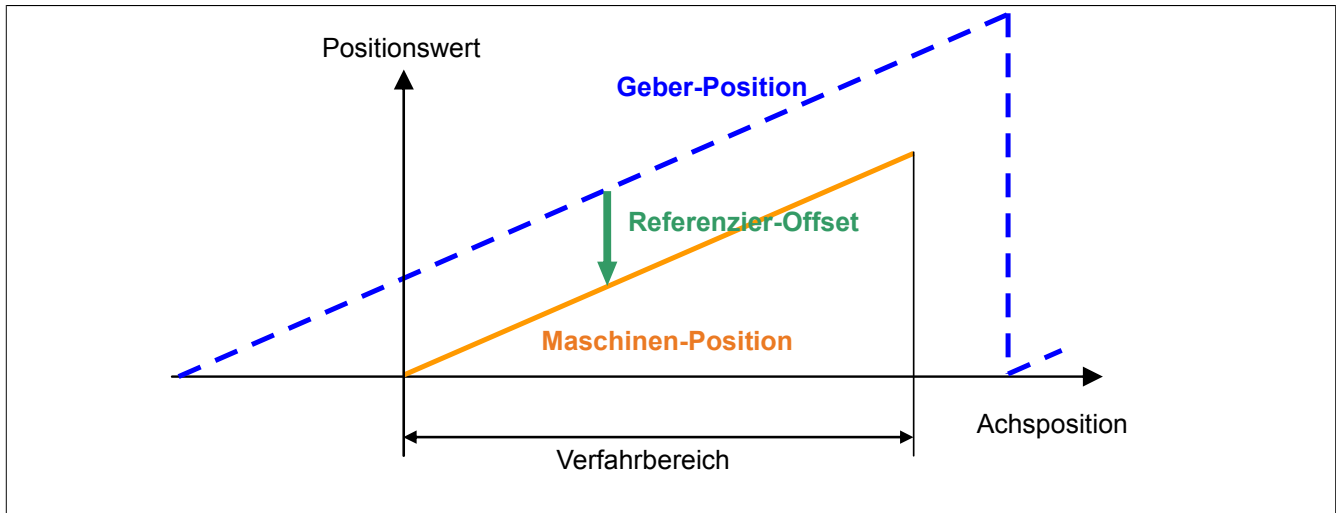 Positionswert
Geber-Position
Referenzier-Offset
Maschinen-Position
Achsposition
Verfahrbereich